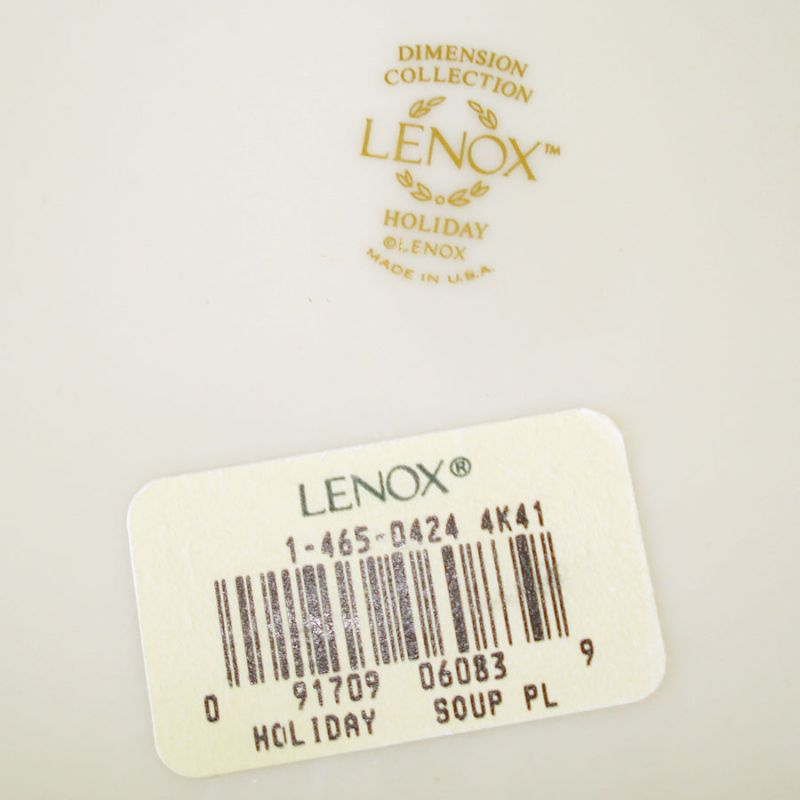 DIMENSION
COLLECTION
LENOX™
HOLIDAY
©LENOX
MADE IN U.S.A.
LENOX®
1-465-0424 4K41
0 91709 06083 9
HOLIDAY SOUP PL